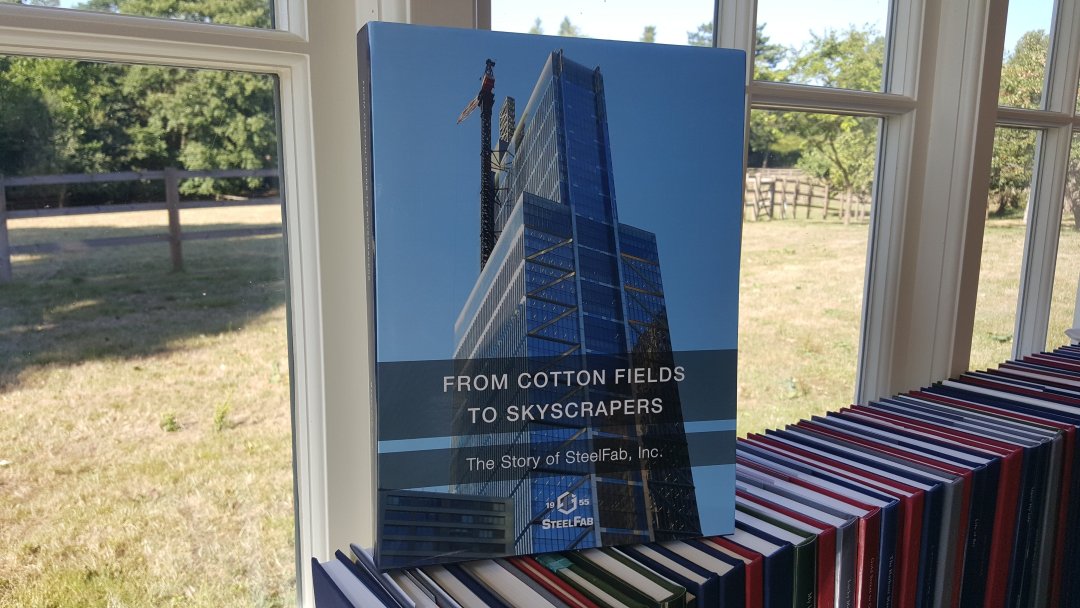 FROM COTTON FIELDS
TO SKYSCRAPERS
The Story of SteelFab, Inc.
19 55
STEELFAB